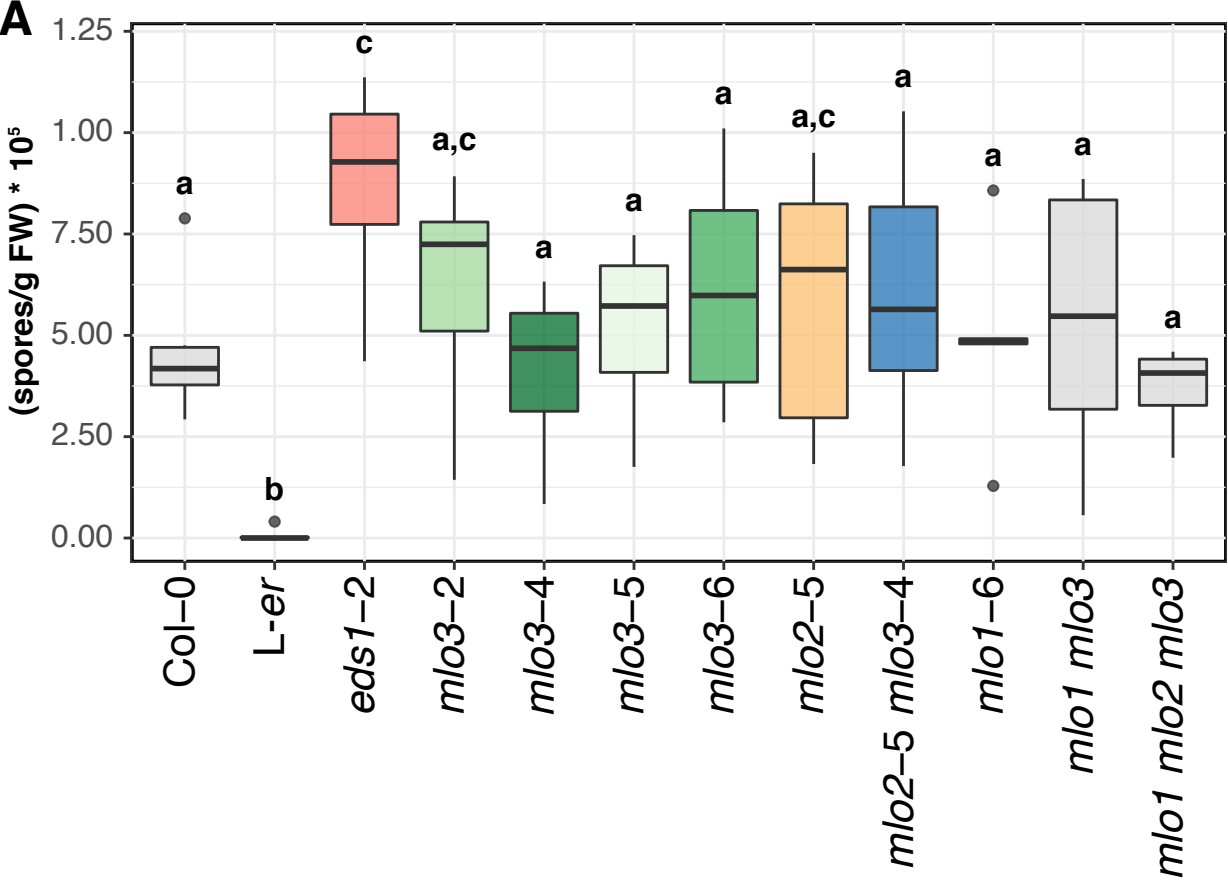 A
(spores/g FW) * 10⁵
1.25
1.00
7.50
5.00
2.50
0.00
a
b
c
a,c
a
a
a
a,c
a
a
a
a
Col–0
L-er
eds1–2
mlo3–2
mlo3–4
mlo3–5
mlo3–6
mlo2–5
mlo2–5 mlo3–4
mlo1–6
mlo1 mlo3
mlo1 mlo2 mlo3